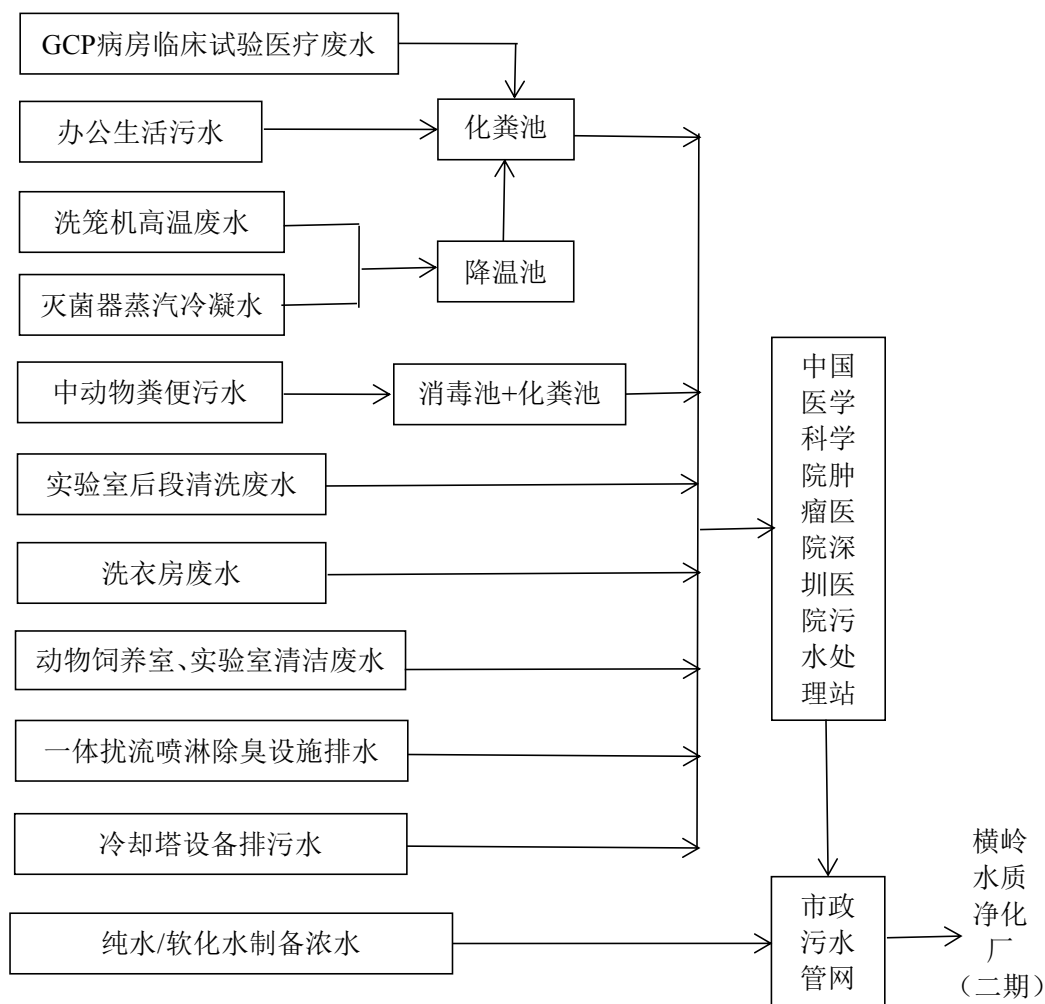 GCP病房临床试验医疗废水
办公生活污水
化粪池
洗笼机高温废水
降温池
灭菌器蒸汽冷凝水
中动物粪便污水
消毒池+化粪池
实验室后段清洗废水
洗衣房废水
动物饲养室、实验室清洁废水
一体扰流喷淋除臭设施排水
冷却塔设备排污水
纯水/软化水制备浓水
中国
医学
科学
院肿
瘤医
院深
圳医
院污
水处
理站
市政
污水
管网
横岭
水质
净化
厂
（二期）